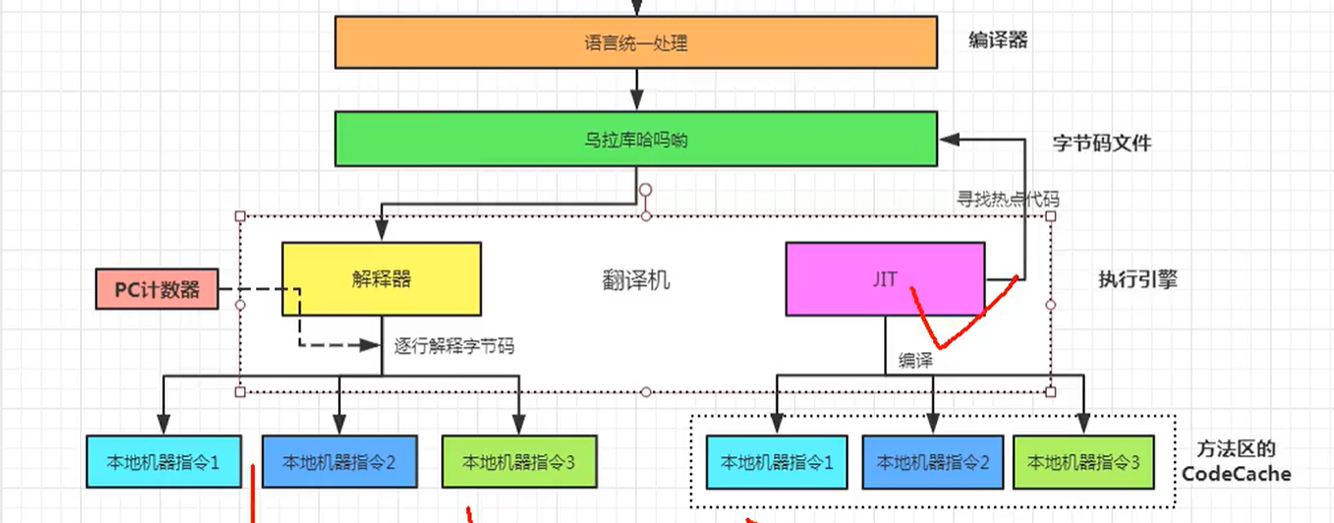 语言统一处理
编译器
乌拉库哈吗哟
字节码文件
寻找热点代码
解释器
翻译机
JIT
执行引擎
PC计数器
逐行解释字节码
编译
本地机器指令1
本地机器指令2
本地机器指令3
本地机器指令1
本地机器指令2
本地机器指令3
方法区的
CodeCache